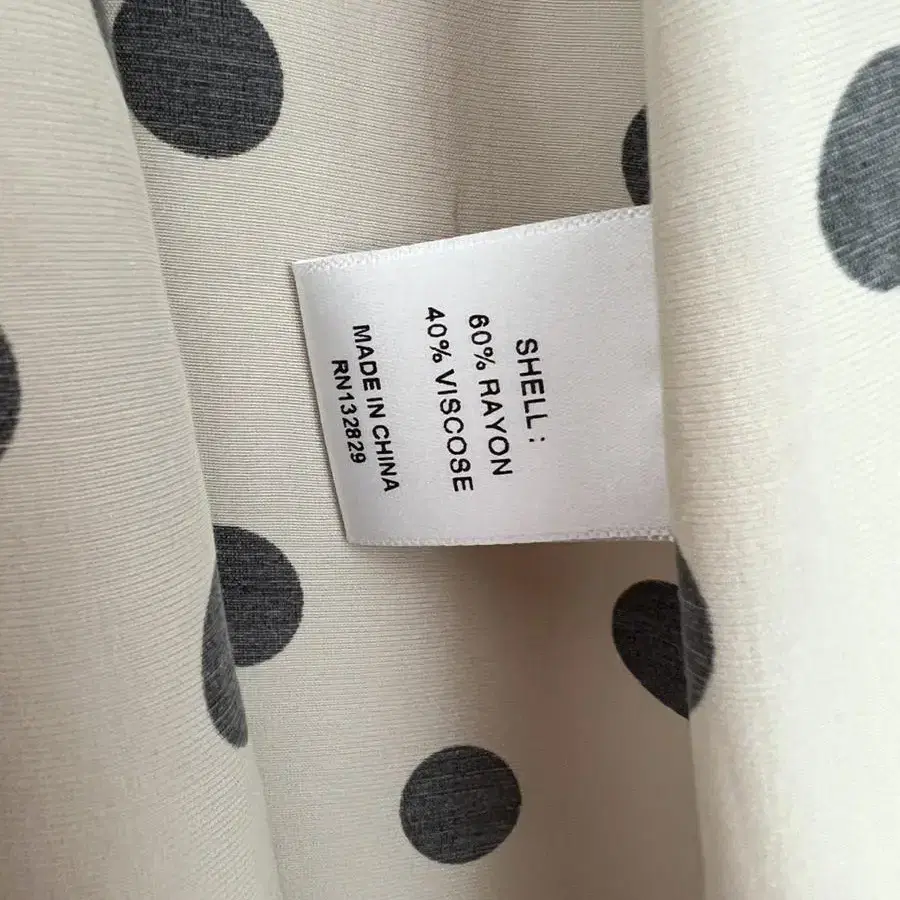 SHELL:
60% RAYON
40% VISCOSE
MADE IN CHINA
RN132829